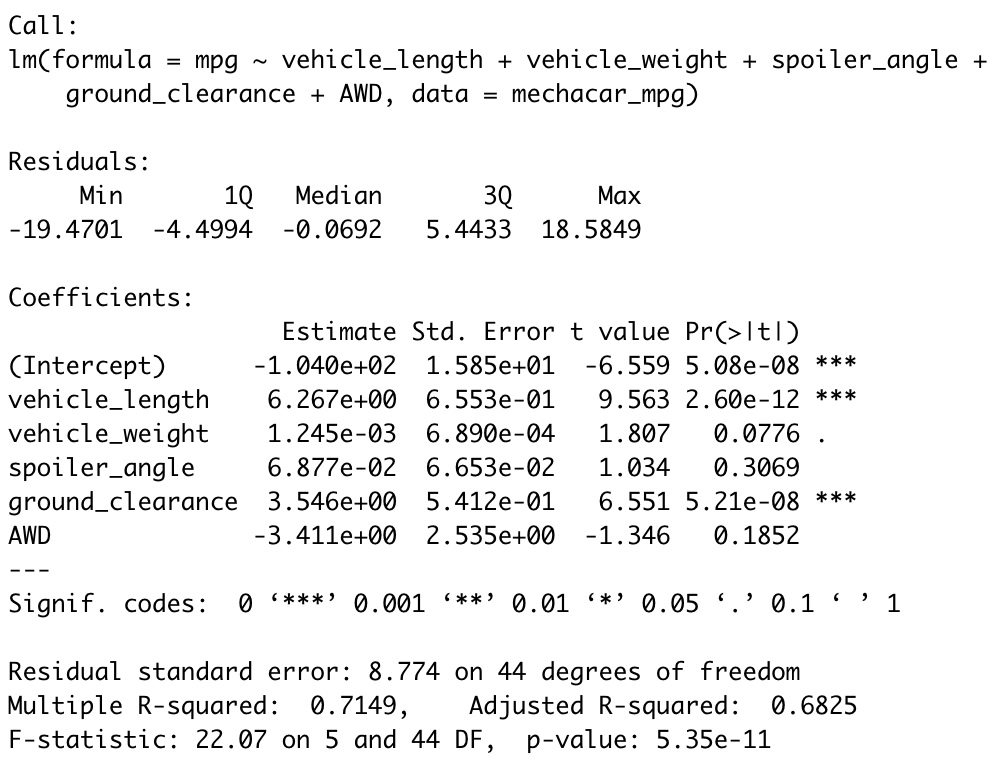 Call:
lm(formula = mpg ~ vehicle_length + vehicle_weight + spoiler_angle +
    ground_clearance + AWD, data = mechacar_mpg)

Residuals:
     Min       1Q   Median       3Q      Max
-19.4701  -4.4994  -0.0692   5.4433  18.5849

Coefficients:
                   Estimate Std. Error t value Pr(>|t|)
(Intercept)      -1.040e+02  1.585e+01  -6.559 5.08e-08 ***
vehicle_length    6.267e+00  6.553e-01   9.563 2.60e-12 ***
vehicle_weight    1.245e-03  6.890e-04   1.807   0.0776 .
spoiler_angle     6.877e-02  6.653e-02   1.034   0.3069
ground_clearance  3.546e+00  5.412e-01   6.551 5.21e-08 ***
AWD              -3.411e+00  2.535e+00  -1.346   0.1852
---
Signif. codes:  0 ‘***’ 0.001 ‘**’ 0.01 ‘*’ 0.05 ‘.’ 0.1 ‘ ’ 1

Residual standard error: 8.774 on 44 degrees of freedom
Multiple R-squared:  0.7149,	Adjusted R-squared:  0.6825
F-statistic: 22.07 on 5 and 44 DF,  p-value: 5.35e-11